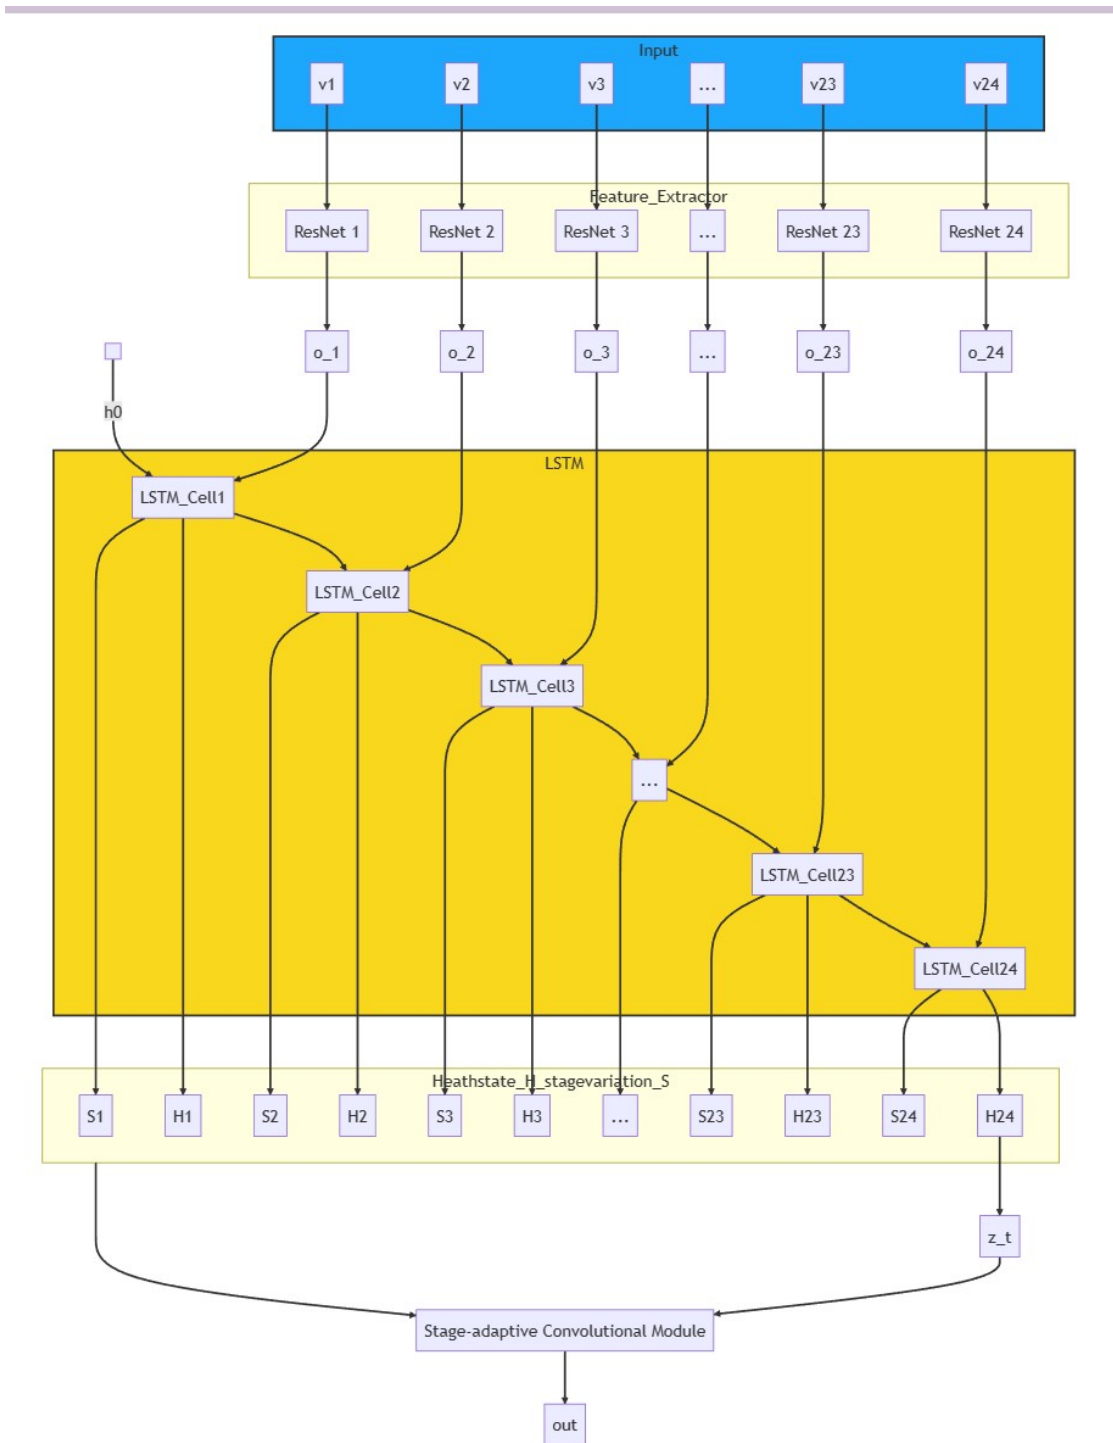 Input
v1 v2 v3 ... v23 v24
Feature_Extractor
ResNet 1 ResNet 2 ResNet 3 ... ResNet 23 ResNet 24
o_1 o_2 o_3 ... o_23 o_24
h0
LSTM
LSTM_Cell1
LSTM_Cell2
LSTM_Cell3
...
LSTM_Cell23
LSTM_Cell24
Heathstate_H_stagevariation_S
S1 H1 S2 H2 S3 H3 ... S23 H23 S24 H24
z_t
Stage-adaptive Convolutional Module
out